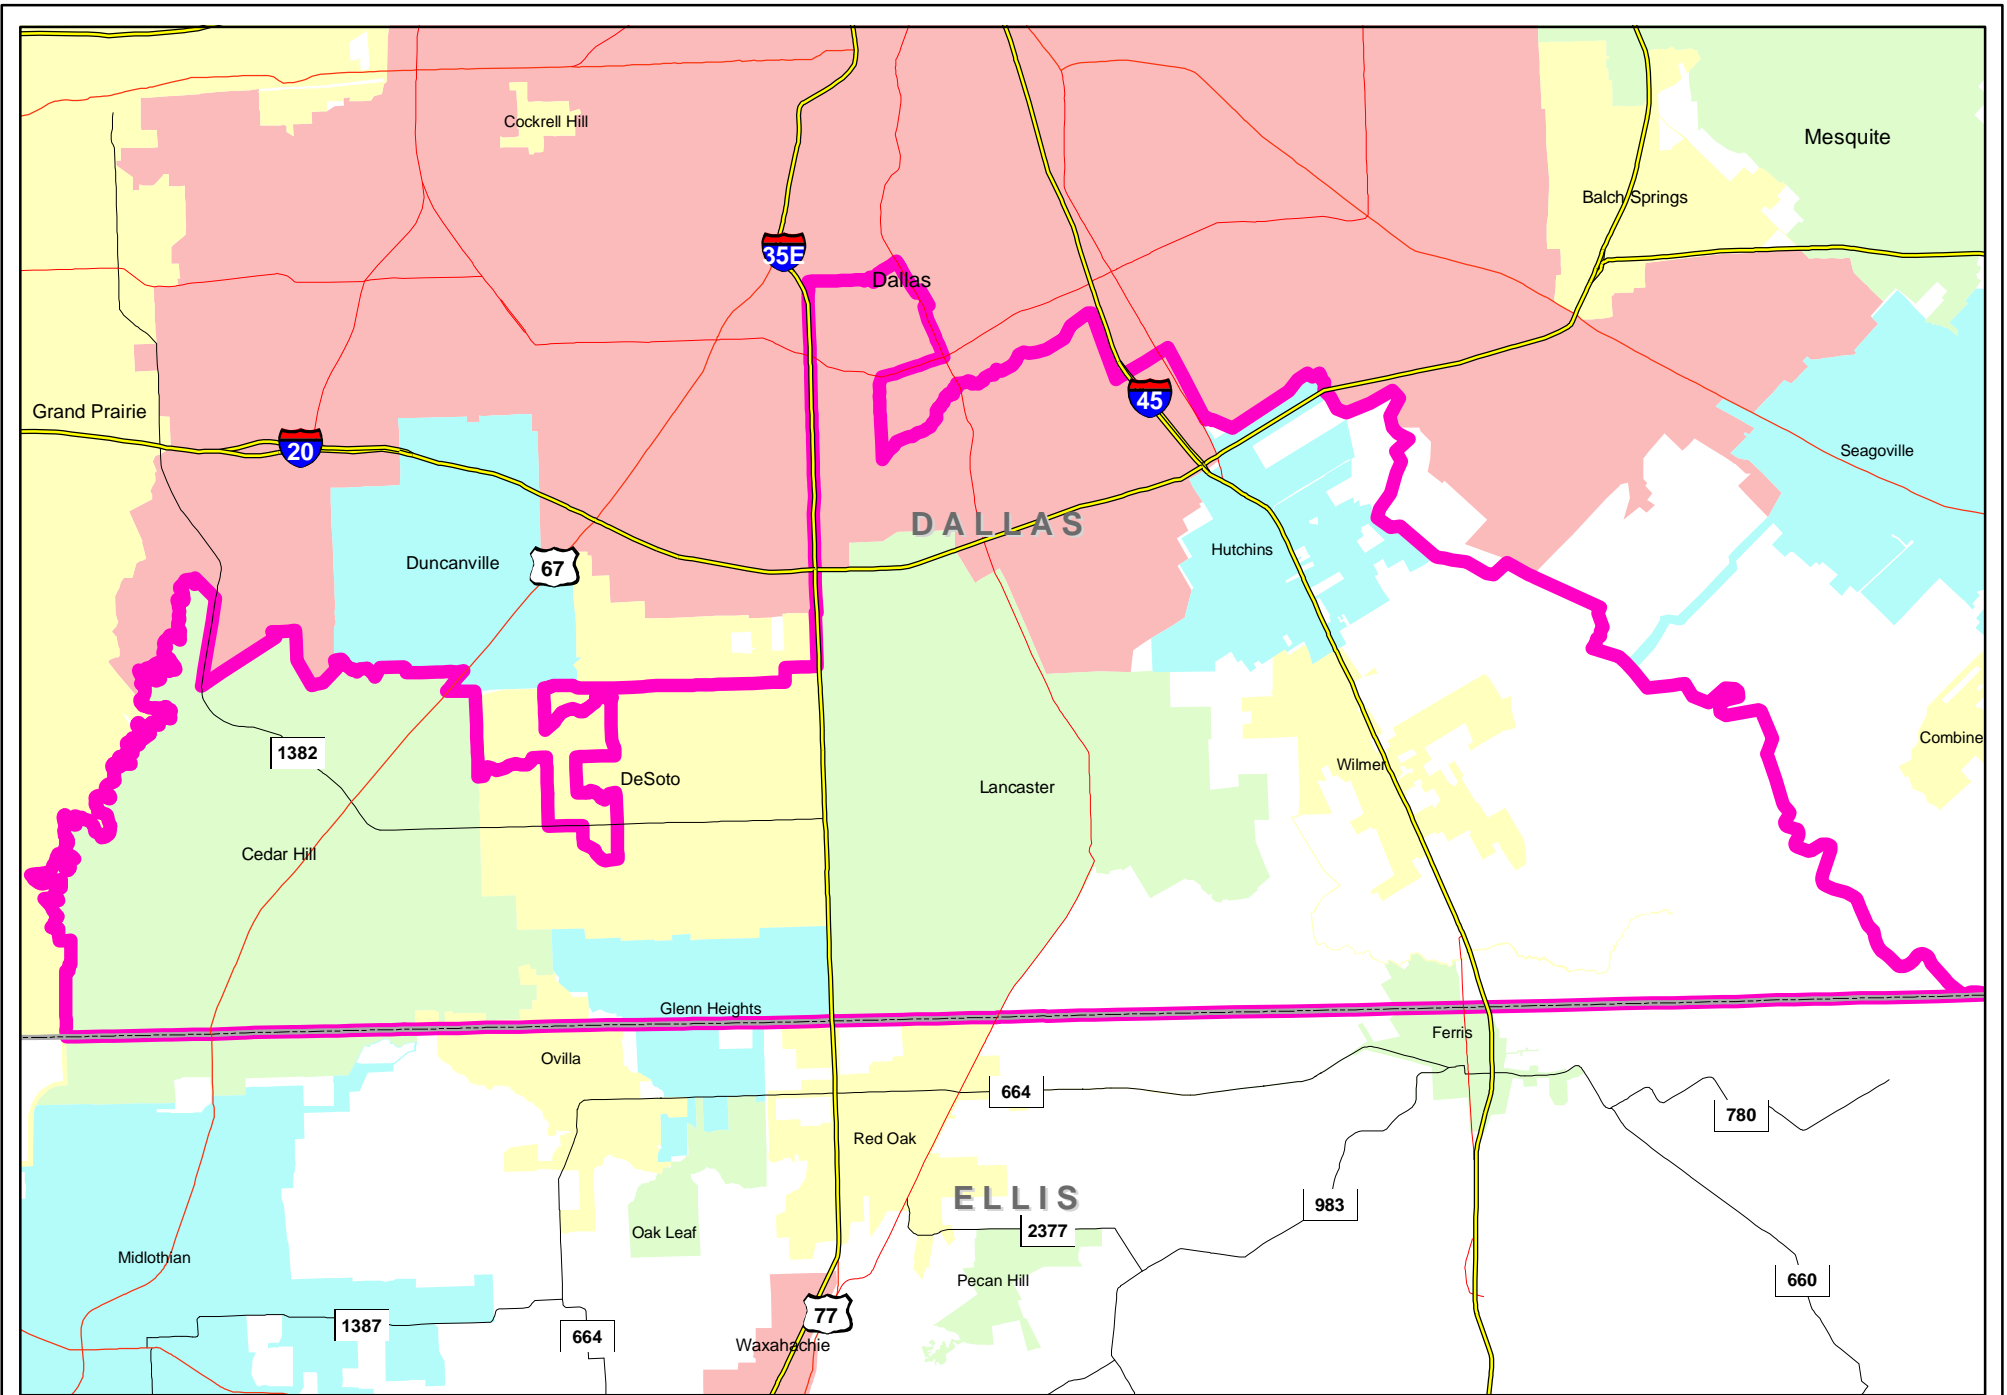 Cockrell Hill
Mesquite
Balch Springs
35E
Dallas
Grand Prairie
45
20
Seagoville
DALLAS
Hutchins
Duncanville
67
1382
Combine
Wilmer
DeSoto
Lancaster
Cedar Hill
Glenn Heights
Ferris
Ovilla
664
780
Red Oak
ELLIS
983
2377
Oak Leaf
Midlothian
Pecan Hill
660
77
1387
664
Waxahachie